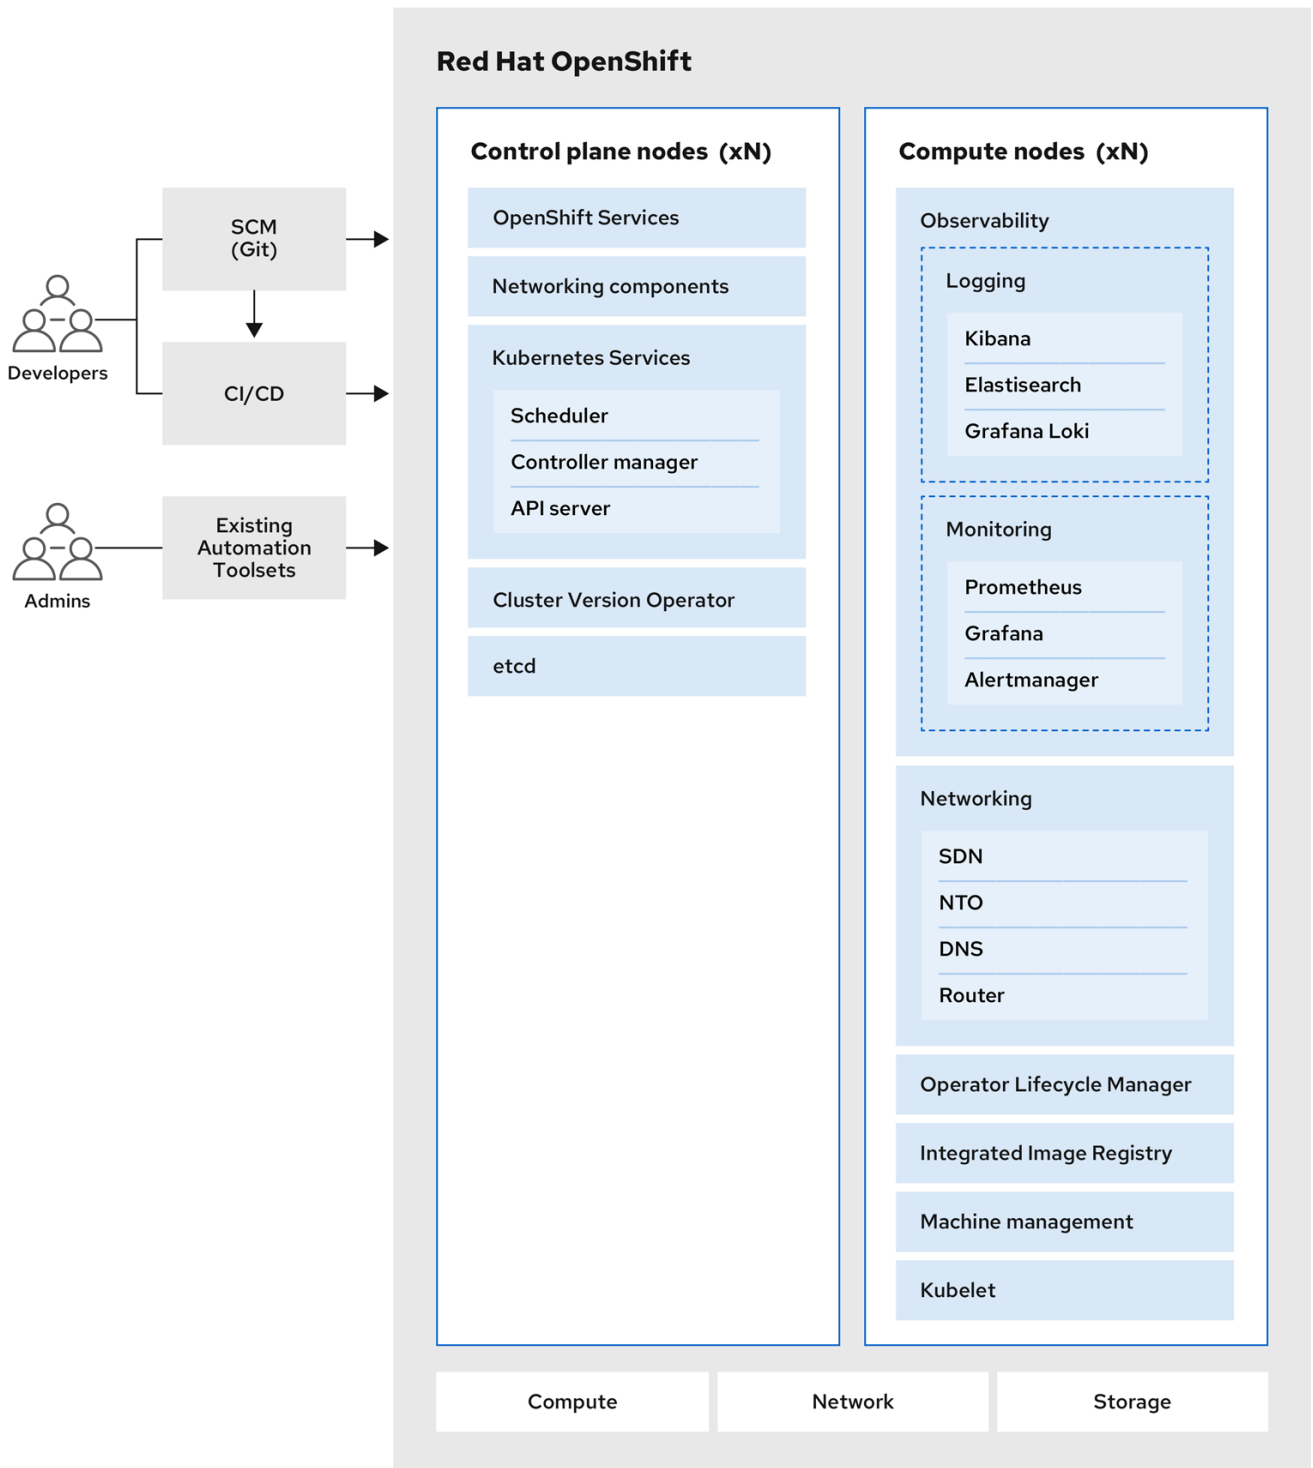 Red Hat OpenShift
SCM
(Git)
CI/CD
Developers
Existing
Automation
Toolsets
Admins
Control plane nodes (xN)
OpenShift Services
Networking components
Kubernetes Services
Scheduler
Controller manager
API server
Cluster Version Operator
etcd
Compute nodes (xN)
Observability
Logging
Kibana
Elastisearch
Grafana Loki
Monitoring
Prometheus
Grafana
Alertmanager
Networking
SDN
NTO
DNS
Router
Operator Lifecycle Manager
Integrated Image Registry
Machine management
Kubelet
Compute
Network
Storage